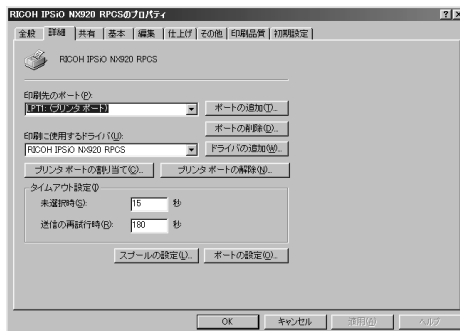 RICOH IPSiO NX920 RPCSのプロパティ
全般 詳細 共有 基本 編集 仕上げ その他 印刷品質 初期設定
RICOH IPSiO NX920 RPCS
印刷先のポート(P):
LPT1: (プリンタ ポート)
ポートの追加(T)...
ポートの削除(D)...
印刷に使用するドライバ(U):
RICOH IPSiO NX920 RPCS
ドライバの追加(W)...
プリンタ ポートの割り当て(C)... プリンタ ポートの解除(N)...
タイムアウト設定
未選択時(S): 15 秒
送信の再試行時(R): 180 秒
スプールの設定(L)... ポートの設定(O)...
OK キャンセル 適用(A) ヘルプ